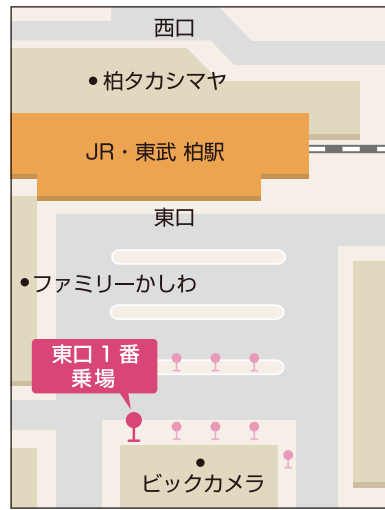 西口
柏タカシマヤ
JR・東武 柏駅
東口
ファミリーかしわ
東口1番
乗場
ビックカメラ